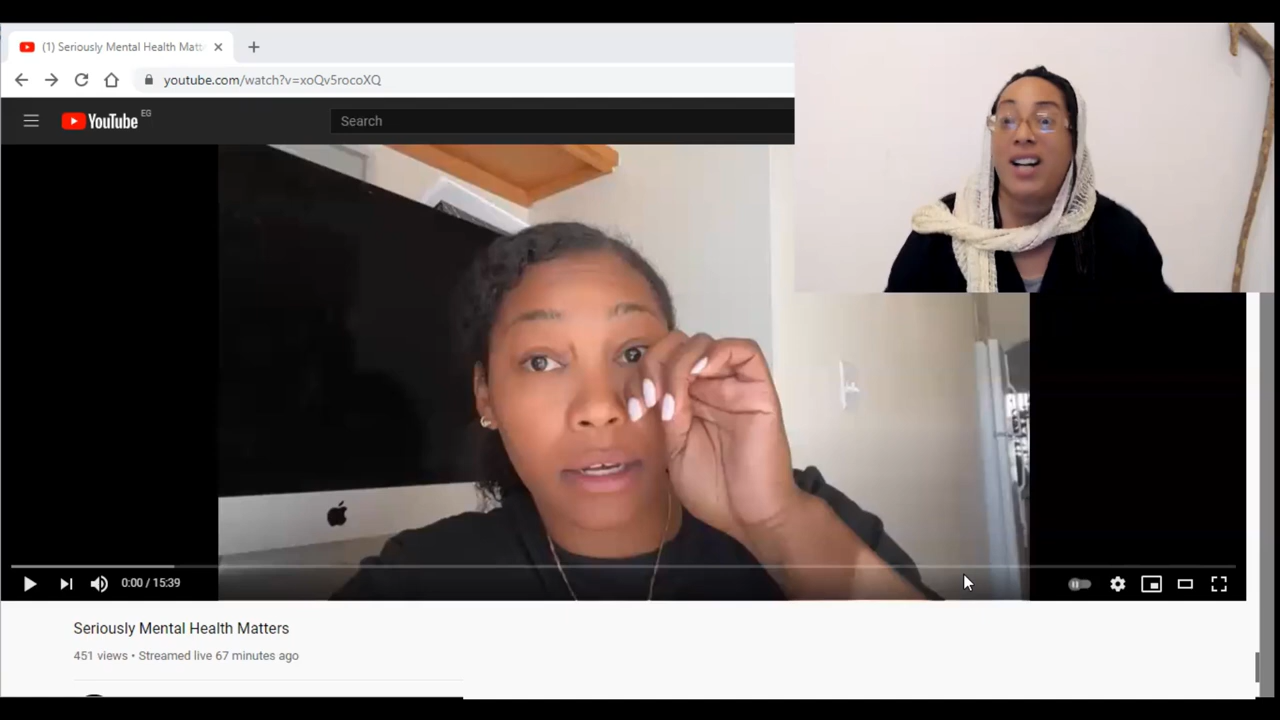 (1) Seriously Mental Health Matt
youtube.com/watch?v=xoQv5rocoXQ
YouTube EG
Search
0:00 / 15:39
Seriously Mental Health Matters
451 views • Streamed live 67 minutes ago